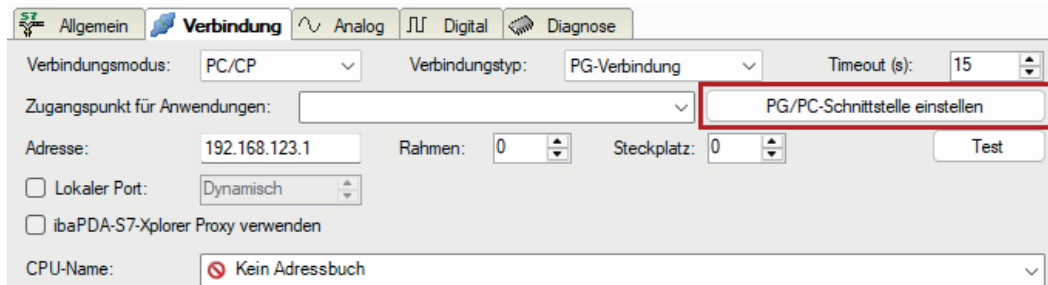 S7 Allgemein Verbindung Analog Digital Diagnose
Verbindungsmodus: PC/CP Verbindungstyp: PG-Verbindung Timeout (s): 15
Zugangspunkt für Anwendungen: PG/PC-Schnittstelle einstellen
Adresse: 192.168.123.1 Rahmen: 0 Steckplatz: 0 Test
Lokaler Port: Dynamisch
ibaPDA-S7-Xplorer Proxy verwenden
CPU-Name: Kein Adressbuch